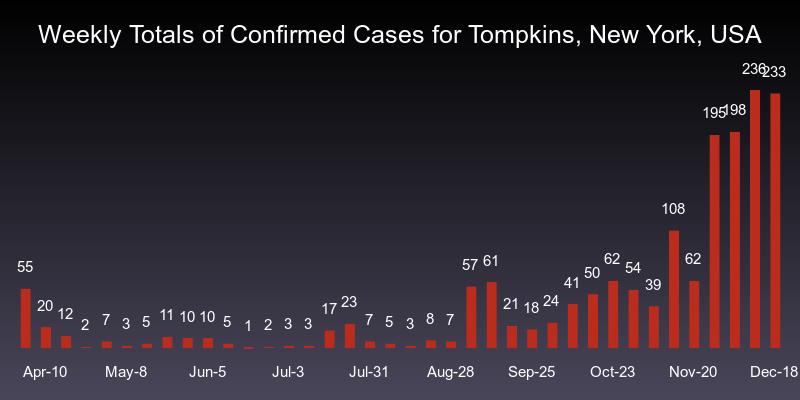 Weekly Totals of Confirmed Cases for Tompkins, New York, USA
55 20 12 2 7 3 5 11 10 10 5 1 2 3 3 17 23 7 5 3 8 7 57 61 21 18 24 41 50 62 54 39 108 62 195 198 236 233
Apr-10 May-8 Jun-5 Jul-3 Jul-31 Aug-28 Sep-25 Oct-23 Nov-20 Dec-18